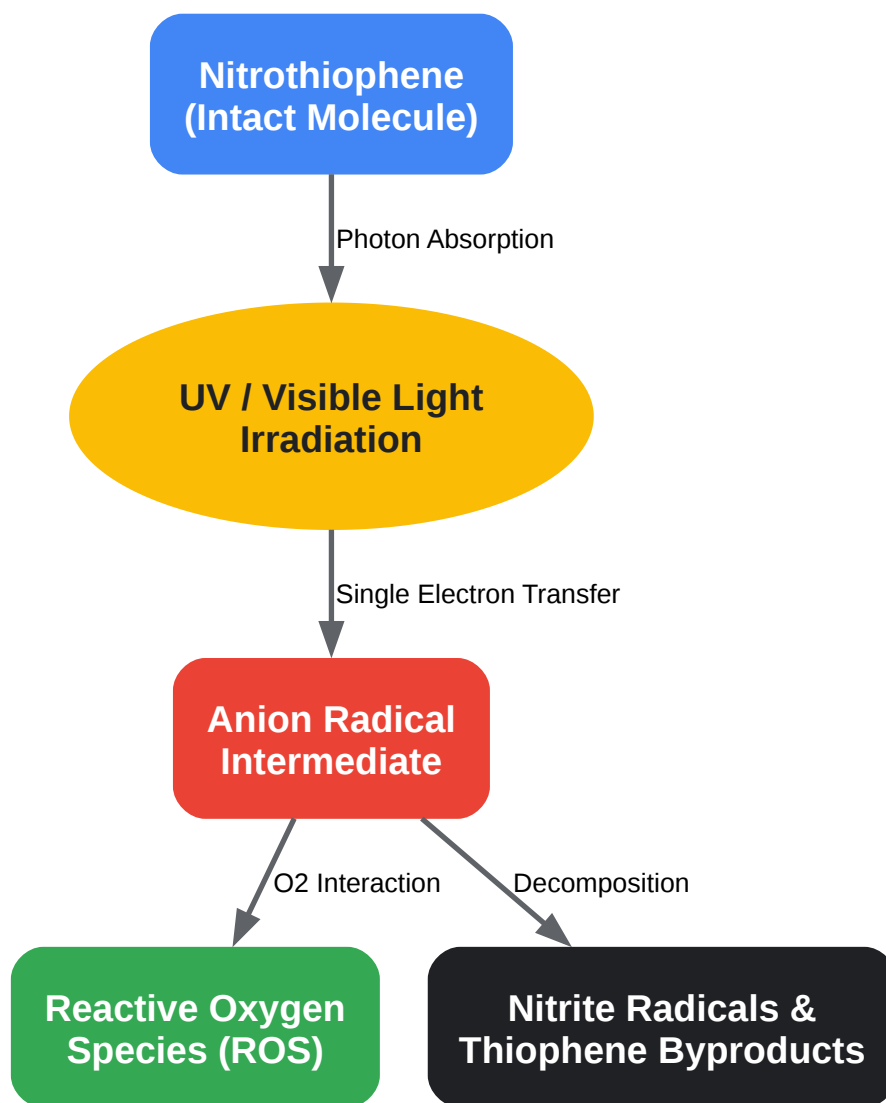 Nitrothiophene
(Intact Molecule)
Photon Absorption
UV / Visible Light
Irradiation
Single Electron Transfer
Anion Radical
Intermediate
O2 Interaction
Decomposition
Reactive Oxygen
Species (ROS)
Nitrite Radicals &
Thiophene Byproducts